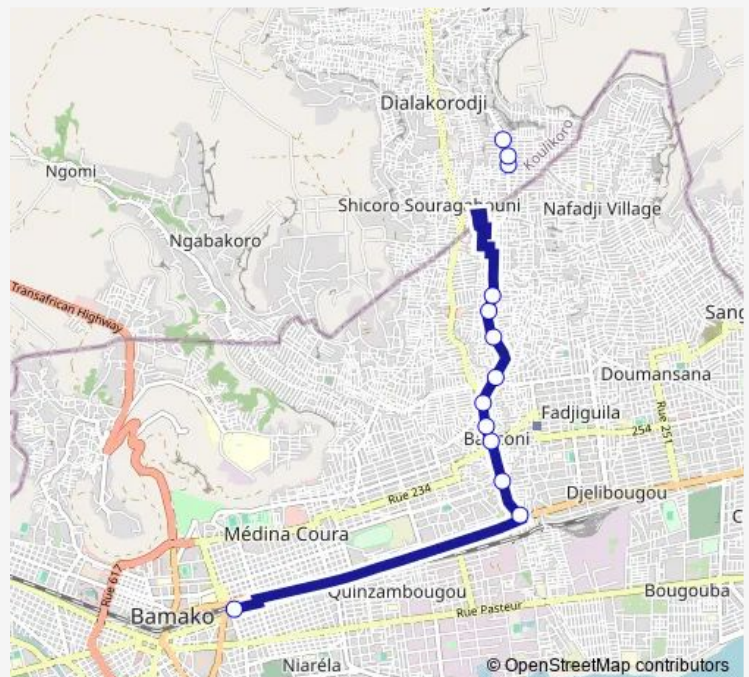 Dialakorodji
Koulikoro
Ngomi
Shicoro Souragabouni
Nafadji Village
Ngabakoro
Transafrican Highway
Sang
Doumansana
Rue 251
Fadjiguila
254
Rue 234
Djelibougou
Médina Coura
Rue 617
Quinzambougou
Bougouba
Rue Pasteur
Bamako
Niaréla
© OpenStreetMap contributors